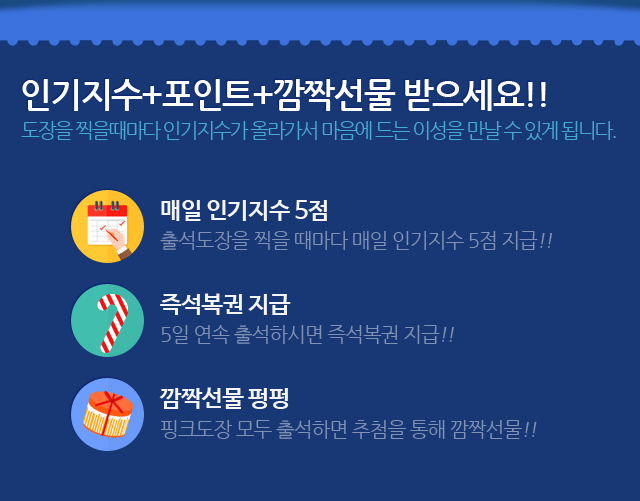 인기지수+포인트+깜짝선물 받으세요!!
도장을 찍을때마다 인기지수가 올라가서 마음에 드는 이성을 만날 수 있게 됩니다.
매일 인기지수 5점
출석도장을 찍을 때마다 매일 인기지수 5점 지급!!
즉석복권 지급
5일 연속 출석하시면 즉석복권 지급!!
깜짝선물 펑펑
핑크도장 모두 출석하면 추첨을 통해 깜짝선물!!